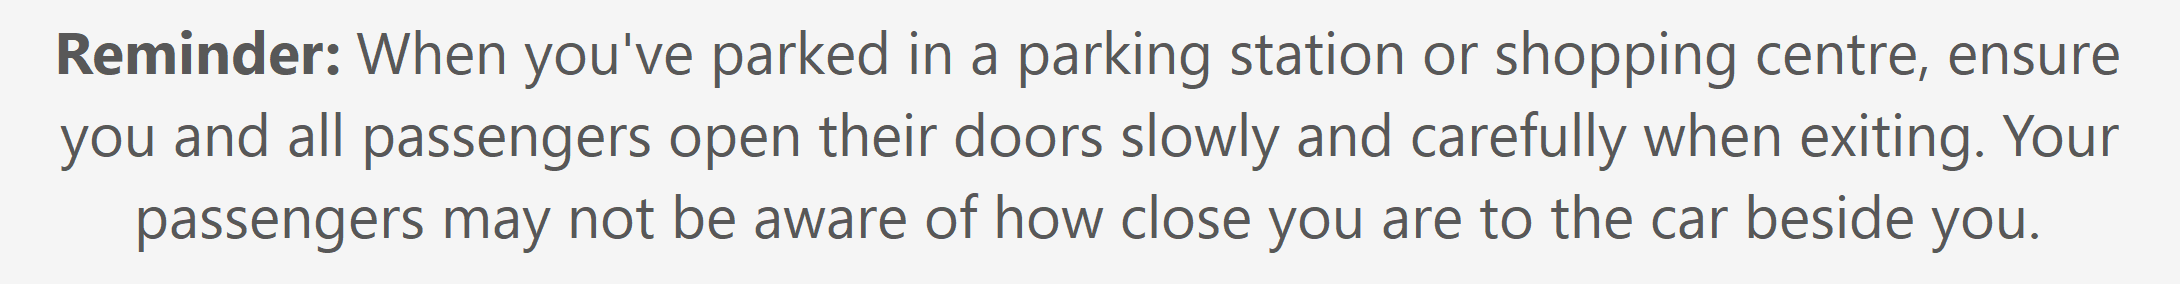 Reminder: When you've parked in a parking station or shopping centre, ensure
you and all passengers open their doors slowly and carefully when exiting. Your
passengers may not be aware of how close you are to the car beside you.